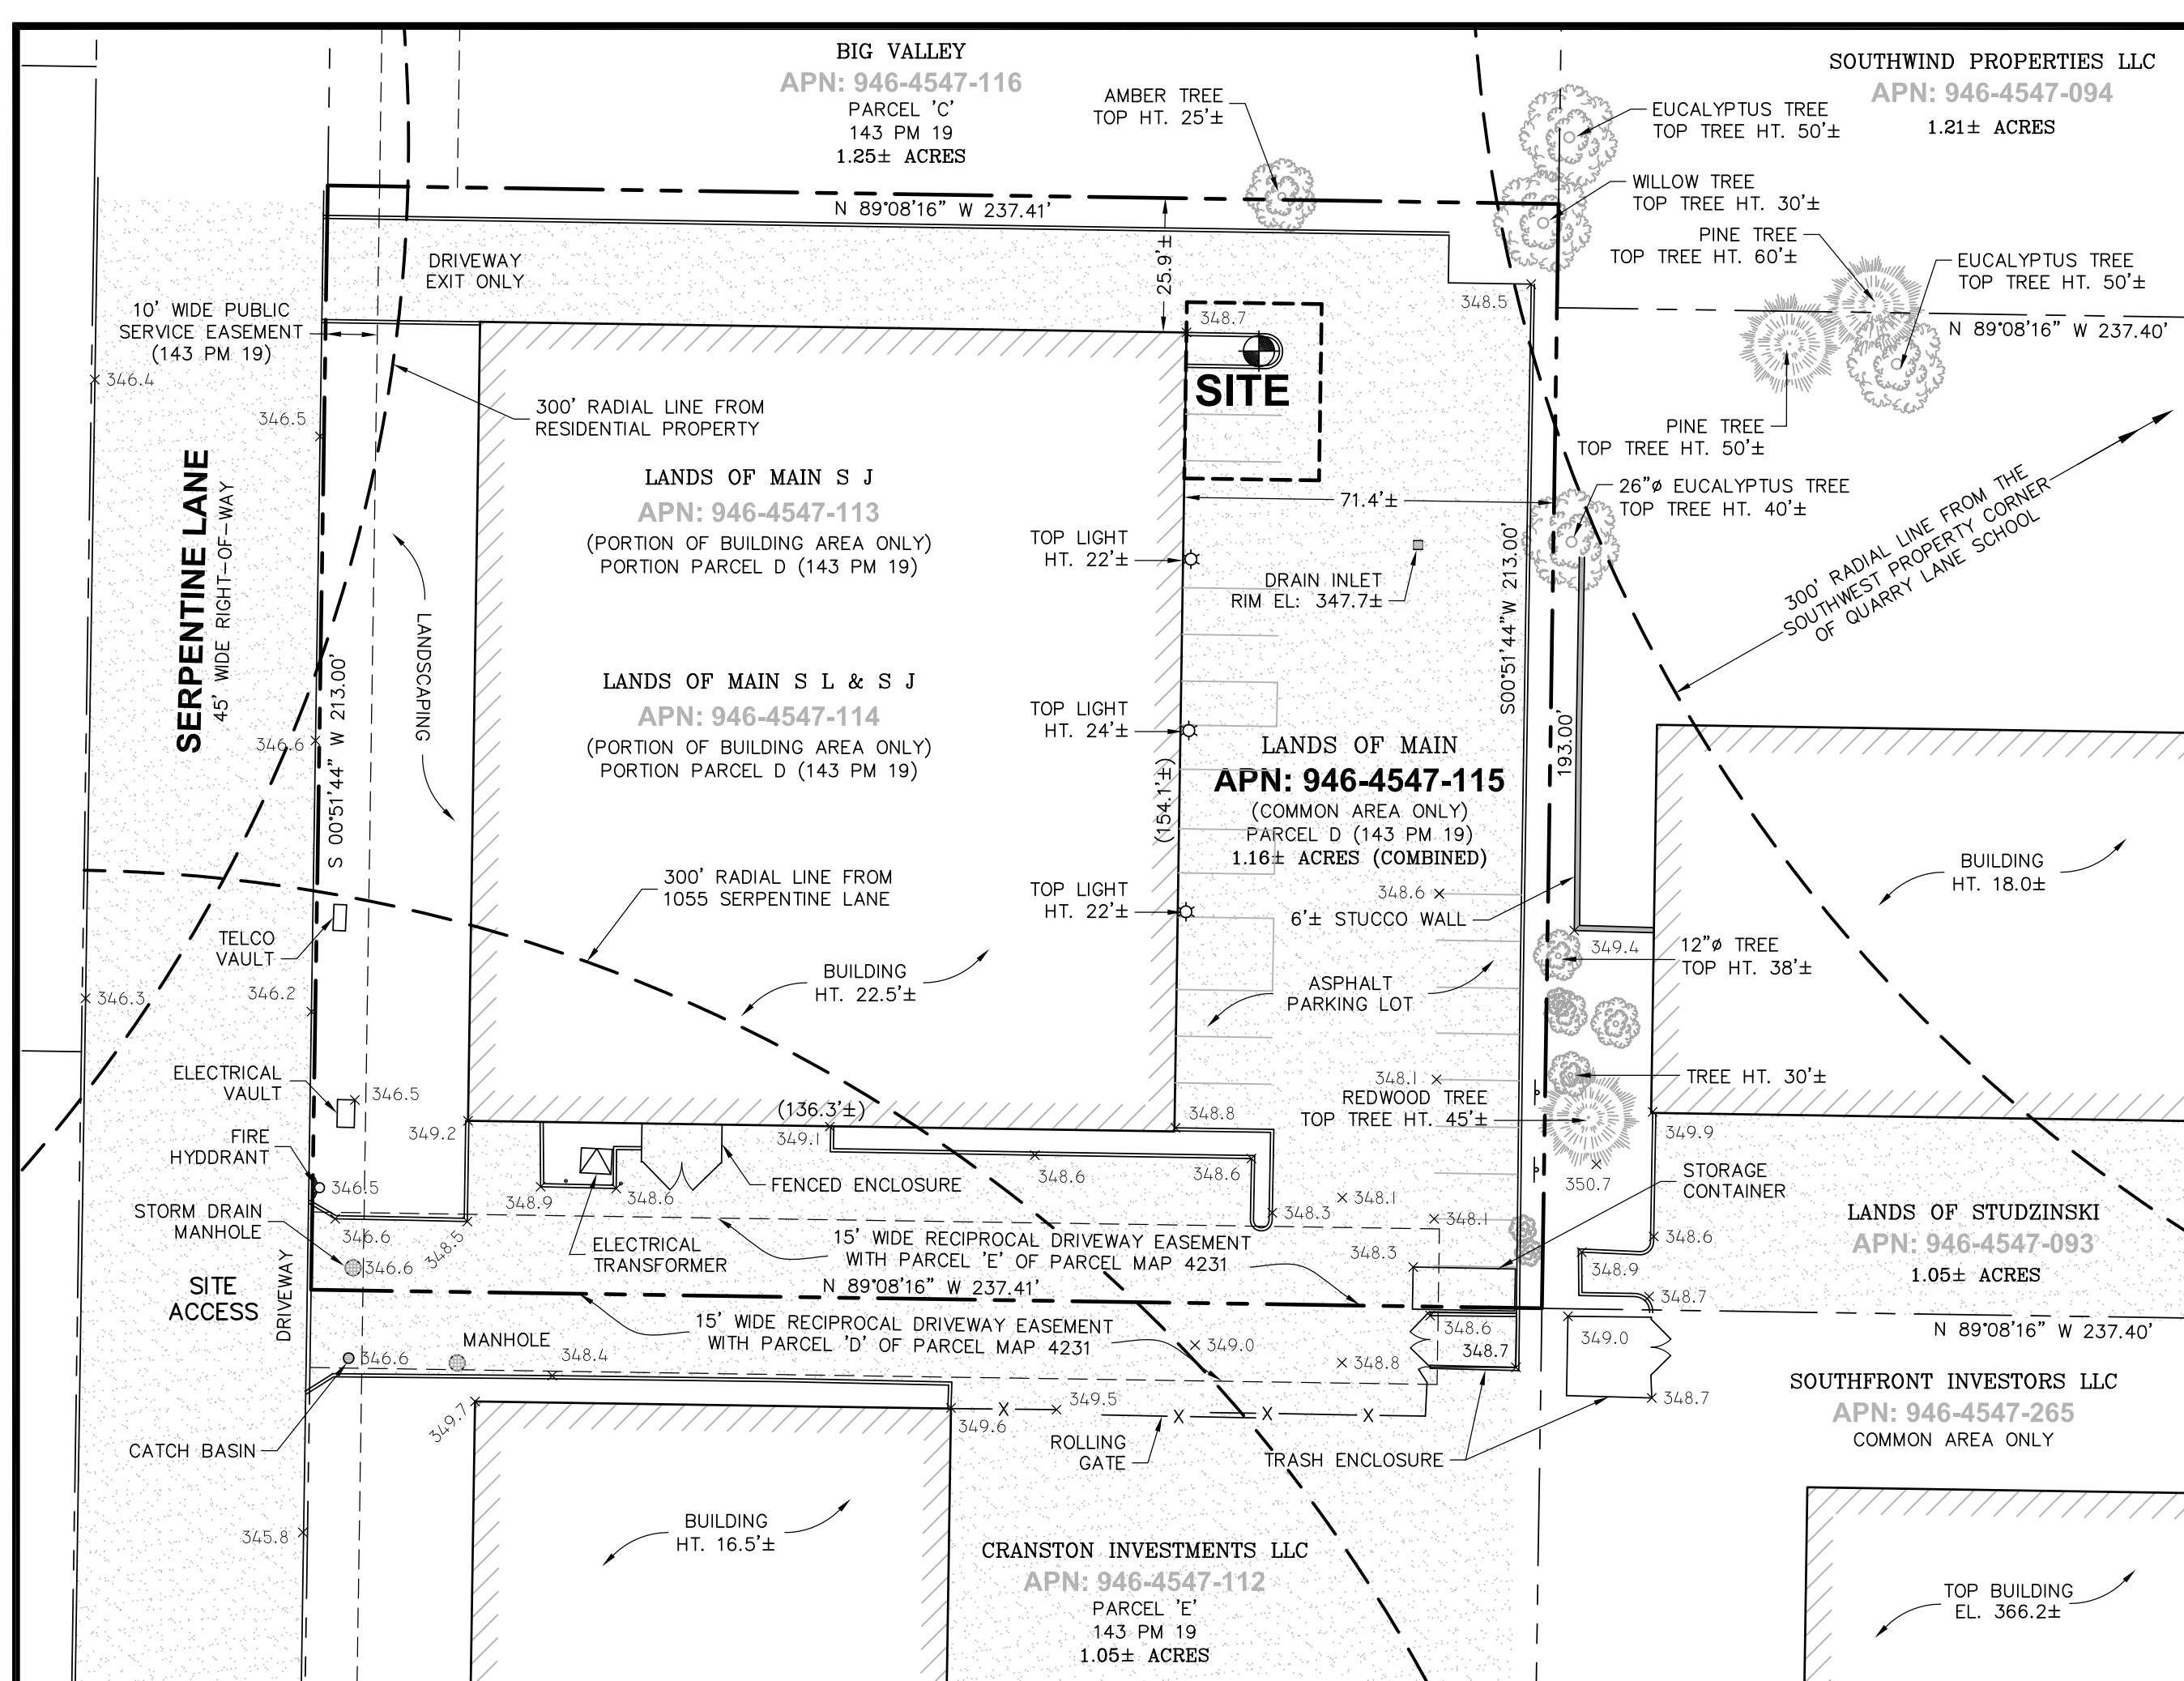 BIG VALLEY
APN: 946-4547-116
PARCEL 'C'
143 PM 19
1.25± ACRES
AMBER TREE
TOP HT. 25'±
SOUTHWIND PROPERTIES LLC
APN: 946-4547-094
1.21± ACRES
EUCALYPTUS TREE
TOP TREE HT. 50'±
WILLOW TREE
TOP TREE HT. 30'±
PINE TREE
TOP TREE HT. 60'±
EUCALYPTUS TREE
TOP TREE HT. 50'±
N 89°08'16" W 237.40'
PINE TREE
TOP TREE HT. 50'±
26"ø EUCALYPTUS TREE
TOP TREE HT. 40'±
300' RADIAL LINE FROM THE
SOUTHWEST PROPERTY CORNER
OF QUARRY LANE SCHOOL
N 89°08'16" W 237.41'
25.9'±
DRIVEWAY
EXIT ONLY
10' WIDE PUBLIC
SERVICE EASEMENT
(143 PM 19)
348.5
348.7
SITE
346.4
346.5
300' RADIAL LINE FROM
RESIDENTIAL PROPERTY
SERPENTINE LANE
45' WIDE RIGHT-OF-WAY
LANDS OF MAIN S J
APN: 946-4547-113
(PORTION OF BUILDING AREA ONLY)
PORTION PARCEL D (143 PM 19)
71.4'±
TOP LIGHT
HT. 22'±
DRAIN INLET
RIM EL: 347.7±
S00°51'44"W 213.00'
LANDSCAPING
S 00°51'44" W 213.00'
346.6
LANDS OF MAIN S L & S J
APN: 946-4547-114
(PORTION OF BUILDING AREA ONLY)
PORTION PARCEL D (143 PM 19)
TOP LIGHT
HT. 24'±
(154.1'±)
193.00'
LANDS OF MAIN
APN: 946-4547-115
(COMMON AREA ONLY)
PARCEL D (143 PM 19)
1.16± ACRES (COMBINED)
300' RADIAL LINE FROM
1055 SERPENTINE LANE
TOP LIGHT
HT. 22'±
348.6
6'± STUCCO WALL
BUILDING
HT. 18.0±
TELCO
VAULT
349.4
12"ø TREE
TOP HT. 38'±
BUILDING
HT. 22.5'±
ASPHALT
PARKING LOT
346.3
346.2
ELECTRICAL
VAULT
346.5
348.1
REDWOOD TREE
TOP TREE HT. 45'±
TREE HT. 30'±
(136.3'±)
349.2
349.1
348.8
349.9
FIRE
HYDDRANT
346.5
348.9
348.6
FENCED ENCLOSURE
348.6
348.6
348.1
350.7
STORAGE
CONTAINER
STORM DRAIN
MANHOLE
346.6
348.5
348.3
348.1
LANDS OF STUDZINSKI
APN: 946-4547-093
1.05± ACRES
ELECTRICAL
TRANSFORMER
15' WIDE RECIPROCAL DRIVEWAY EASEMENT
WITH PARCEL 'E' OF PARCEL MAP 4231
348.3
348.6
348.9
346.6
SITE
ACCESS
DRIVEWAY
N 89°08'16" W 237.41'
348.7
15' WIDE RECIPROCAL DRIVEWAY EASEMENT
WITH PARCEL 'D' OF PARCEL MAP 4231
MANHOLE
346.6
348.4
349.0
348.8
348.6
348.7
349.0
N 89°08'16" W 237.40'
SOUTHFRONT INVESTORS LLC
APN: 946-4547-265
COMMON AREA ONLY
348.7
CATCH BASIN
349.7
349.6
X
349.5
X
X
X
ROLLING
GATE
TRASH ENCLOSURE
345.8
BUILDING
HT. 16.5'±
CRANSTON INVESTMENTS LLC
APN: 946-4547-112
PARCEL 'E'
143 PM 19
1.05± ACRES
TOP BUILDING
EL. 366.2±